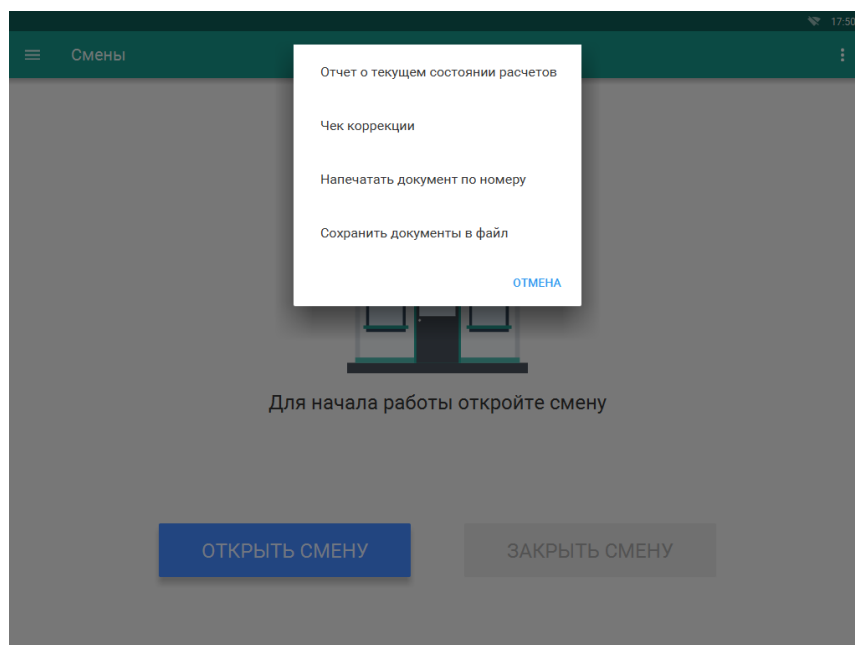 17:50
Смены
Отчет о текущем состоянии расчетов
Чек коррекции
Напечатать документ по номеру
Сохранить документы в файл
ОТМЕНА
Для начала работы откройте смену
ОТКРЫТЬ СМЕНУ
ЗАКРЫТЬ СМЕНУ